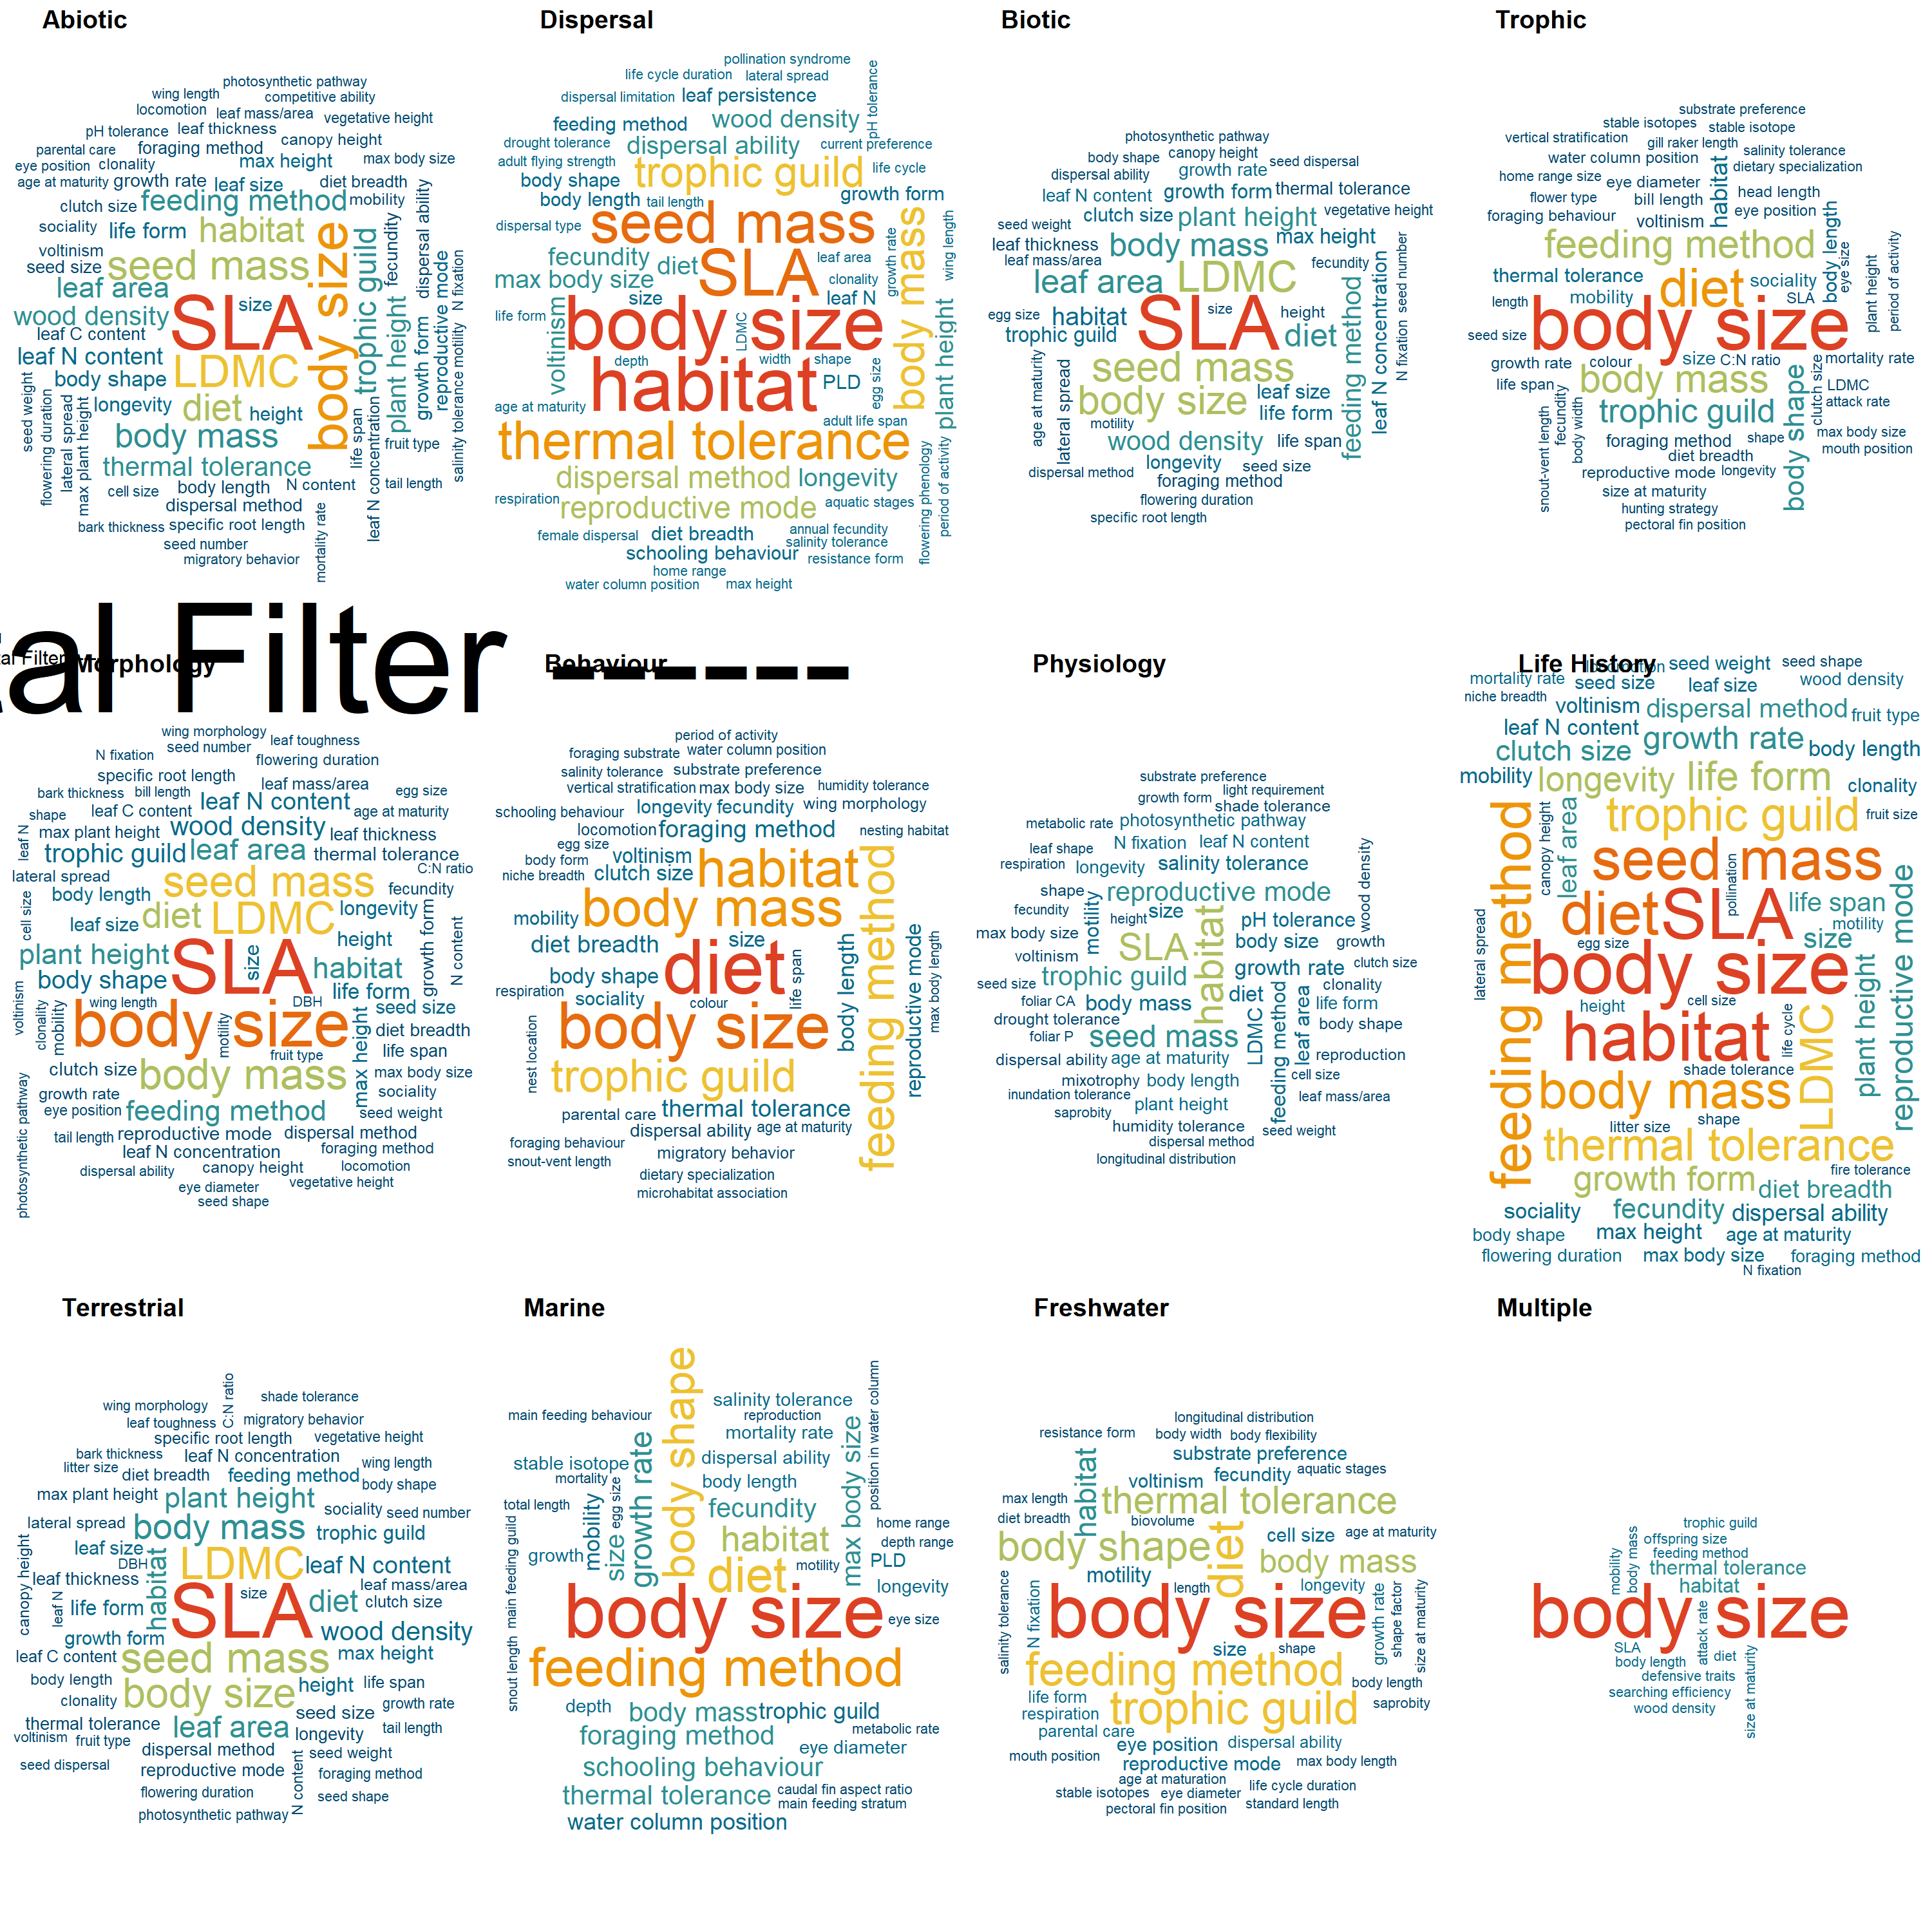 Abiotic
photosynthetic pathway
wing length
competitive ability
locomotion
leaf mass/area
vegetative height
pH tolerance
leaf thickness
canopy height
parental care
foraging method
max height
max body size
eye position
clonality
age at maturity
growth rate
leaf size
diet breadth
clutch size
feeding method
mobility
sociality
life form
habitat
voltinism
seed size
seed mass
body size
trophic guild
fecundity
dispersal ability
leaf area
size
wood density
SLA
leaf C content
leaf N content
LDMC
plant height
growth form
reproductive mode
N fixation
motility
salinity tolerance
body shape
longevity
diet
height
seed weight
flowering duration
lateral spread
max plant height
body mass
life span
leaf N concentration
fruit type
thermal tolerance
cell size
body length
N content
tail length
dispersal method
bark thickness
specific root length
seed number
migratory behavior
mortality rate
Dispersal
pollination syndrome
life cycle duration
lateral spread
pH tolerance
dispersal limitation
leaf persistence
feeding method
wood density
drought tolerance
dispersal ability
current preference
adult flying strength
trophic guild
life cycle
body shape
growth form
body length
tail length
dispersal type
seed mass
body mass
wing length
growth rate
fecundity
diet
SLA
leaf area
max body size
clonality
size
leaf N
life form
voltinism
body size
LDMC
plant height
depth
width
shape
habitat
PLD
egg size
age at maturity
adult life span
thermal tolerance
dispersal method
longevity
respiration
reproductive mode
aquatic stages
flowering phenology
period of activity
female dispersal
diet breadth
annual fecundity
salinity tolerance
schooling behaviour
resistance form
home range
water column position
max height
Biotic
photosynthetic pathway
body shape
canopy height
seed dispersal
dispersal ability
growth rate
leaf N content
growth form
thermal tolerance
clutch size
plant height
vegetative height
seed weight
leaf thickness
body mass
max height
leaf mass/area
fecundity
leaf area
LDMC
feeding method
leaf N concentration
seed number
egg size
habitat
SLA
size
height
trophic guild
diet
N fixation
age at maturity
lateral spread
seed mass
body size
leaf size
life form
motility
wood density
life span
dispersal method
longevity
seed size
foraging method
flowering duration
specific root length
Trophic
substrate preference
stable isotopes
stable isotope
vertical stratification
gill raker length
salinity tolerance
water column position
habitat
dietary specialization
home range size
eye diameter
head length
flower type
bill length
eye position
foraging behaviour
voltinism
body length
feeding method
eye size
period of activity
thermal tolerance
diet
sociality
plant height
length
mobility
SLA
seed size
body size
growth rate
colour
size
C:N ratio
mortality rate
life span
body mass
body shape
clutch size
LDMC
attack rate
snout-vent length
fecundity
body width
trophic guild
foraging method
shape
max body size
diet breadth
mouth position
reproductive mode
longevity
size at maturity
hunting strategy
pectoral fin position
tal Filter ------
tal Filter ------
Morphology
wing morphology
seed number
leaf toughness
N fixation
flowering duration
specific root length
leaf mass/area
bark thickness
bill length
egg size
shape
leaf C content
leaf N content
age at maturity
leaf N
max plant height
wood density
leaf thickness
trophic guild
leaf area
thermal tolerance
lateral spread
C:N ratio
body length
seed mass
fecundity
cell size
leaf size
diet
LDMC
longevity
growth form
N content
plant height
SLA
size
height
body shape
habitat
life form
voltinism
clonality
mobility
wing length
body size
DBH
seed size
motility
fruit type
max height
diet breadth
life span
clutch size
body mass
max body size
growth rate
sociality
eye position
feeding method
seed weight
photosynthetic pathway
tail length
reproductive mode
dispersal method
leaf N concentration
foraging method
dispersal ability
canopy height
locomotion
eye diameter
vegetative height
seed shape
Behaviour
period of activity
foraging substrate
water column position
salinity tolerance
substrate preference
vertical stratification
max body size
humidity tolerance
schooling behaviour
longevity
fecundity
wing morphology
locomotion
foraging method
nesting habitat
egg size
body form
voltinism
habitat
feeding method
niche breadth
clutch size
mobility
body mass
diet breadth
size
body length
reproductive mode
max body length
body shape
diet
life span
respiration
sociality
colour
nest location
body size
trophic guild
parental care
thermal tolerance
dispersal ability
age at maturity
foraging behaviour
migratory behavior
snout-vent length
dietary specialization
microhabitat association
Physiology
substrate preference
light requirement
growth form
shade tolerance
metabolic rate
photosynthetic pathway
leaf shape
N fixation
leaf N content
wood density
respiration
longevity
salinity tolerance
shape
motility
reproductive mode
fecundity
height
size
habitat
pH tolerance
max body size
SLA
body size
growth
voltinism
trophic guild
growth rate
clutch size
seed size
foliar CA
body mass
diet
clonality
life form
drought tolerance
LDMC
feeding method
leaf area
body shape
foliar P
seed mass
dispersal ability
age at maturity
reproduction
mixotrophy
body length
cell size
inundation tolerance
plant height
leaf mass/area
saprobity
humidity tolerance
seed weight
dispersal method
longitudinal distribution
Life History
locomotion
seed weight
seed shape
mortality rate
seed size
leaf size
wood density
niche breadth
voltinism
dispersal method
fruit type
leaf N content
clutch size
growth rate
body length
mobility
longevity
life form
clonality
feeding method
canopy height
leaf area
trophic guild
fruit size
seed mass
pollination
reproductive mode
lateral spread
diet
SLA
life span
motility
egg size
size
body size
plant height
height
cell size
habitat
life cycle
LDMC
shade tolerance
body mass
litter size
shape
thermal tolerance
fire tolerance
growth form
diet breadth
sociality
fecundity
dispersal ability
body shape
max height
age at maturity
flowering duration
max body size
foraging method
N fixation
Terrestrial
C:N ratio
shade tolerance
wing morphology
leaf toughness
migratory behavior
specific root length
vegetative height
bark thickness
leaf N concentration
wing length
litter size
diet breadth
feeding method
body shape
max plant height
plant height
sociality
seed number
lateral spread
body mass
trophic guild
canopy height
leaf size
habitat
DBH
LDMC
leaf N content
leaf thickness
leaf mass/area
leaf N
life form
SLA
size
diet
clutch size
growth form
wood density
leaf C content
seed mass
max height
body length
body size
height
life span
clonality
seed size
growth rate
thermal tolerance
leaf area
longevity
tail length
voltinism
fruit type
dispersal method
seed weight
seed dispersal
reproductive mode
N content
foraging method
flowering duration
seed shape
photosynthetic pathway
Marine
body shape
salinity tolerance
position in water column
main feeding behaviour
reproduction
growth rate
mortality rate
max body size
stable isotope
dispersal ability
mortality
body length
mobility
egg size
total length
size
fecundity
main feeding guild
habitat
home range
depth range
growth
diet
motility
PLD
longevity
body size
eye size
snout length
feeding method
depth
body mass
trophic guild
foraging method
metabolic rate
eye diameter
schooling behaviour
thermal tolerance
caudal fin aspect ratio
main feeding stratum
water column position
Freshwater
longitudinal distribution
resistance form
body width
body flexibility
habitat
substrate preference
voltinism
fecundity
aquatic stages
max length
thermal tolerance
diet breadth
biovolume
diet
cell size
age at maturity
body shape
body mass
motility
length
longevity
salinity tolerance
N fixation
body size
growth rate
shape factor
size at maturity
size
shape
feeding method
body length
life form
trophic guild
saprobity
respiration
parental care
eye position
dispersal ability
mouth position
reproductive mode
max body length
age at maturation
life cycle duration
stable isotopes
eye diameter
pectoral fin position
standard length
Multiple
trophic guild
offspring size
mobility
body mass
feeding method
thermal tolerance
habitat
body size
attack rate
SLA
diet
body length
size at maturity
defensive traits
searching efficiency
wood density